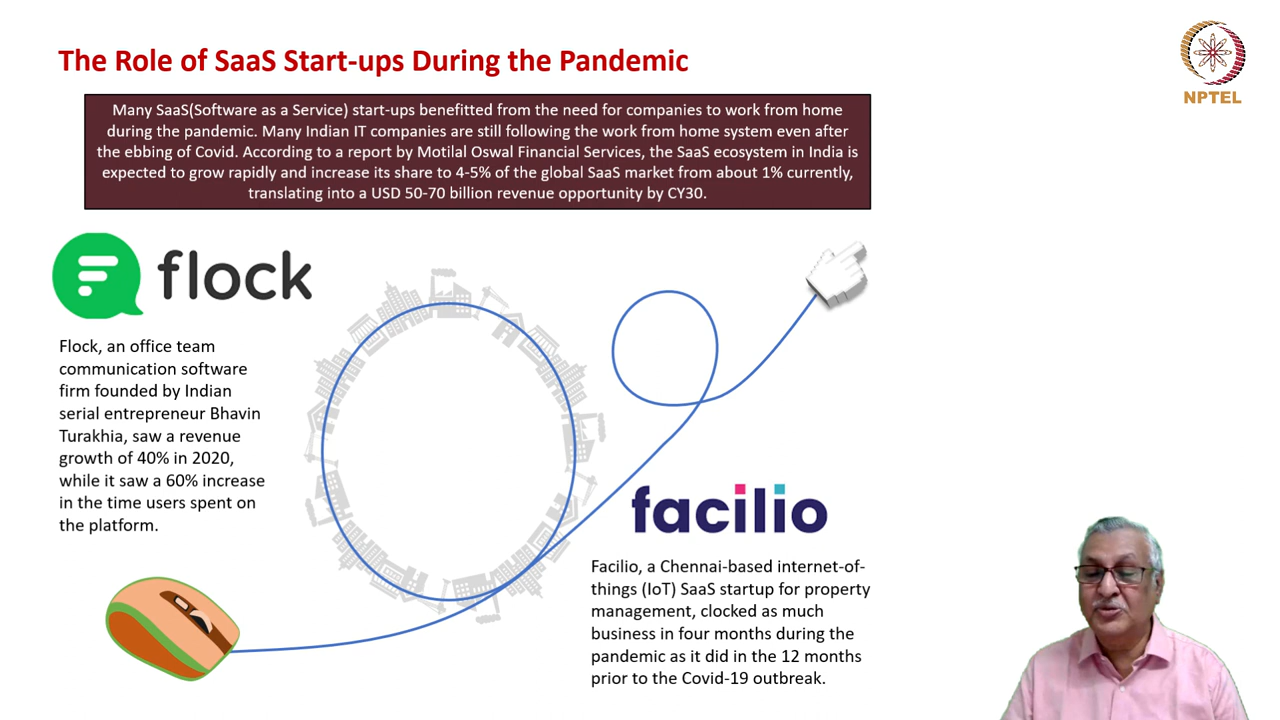 The Role of SaaS Start-ups During the Pandemic
NPTEL
Many SaaS(Software as a Service) start-ups benefitted from the need for companies to work from home
during the pandemic. Many Indian IT companies are still following the work from home system even after
the ebbing of Covid. According to a report by Motilal Oswal Financial Services, the SaaS ecosystem in India is
expected to grow rapidly and increase its share to 4-5% of the global SaaS market from about 1% currently,
translating into a USD 50-70 billion revenue opportunity by CY30.
flock
Flock, an office team
communication software
firm founded by Indian
serial entrepreneur Bhavin
Turakhia, saw a revenue
growth of 40% in 2020,
while it saw a 60% increase
in the time users spent on
the platform.
facilio
Facilio, a Chennai-based internet-of-
things (IoT) SaaS startup for property
management, clocked as much
business in four months during the
pandemic as it did in the 12 months
prior to the Covid-19 outbreak.